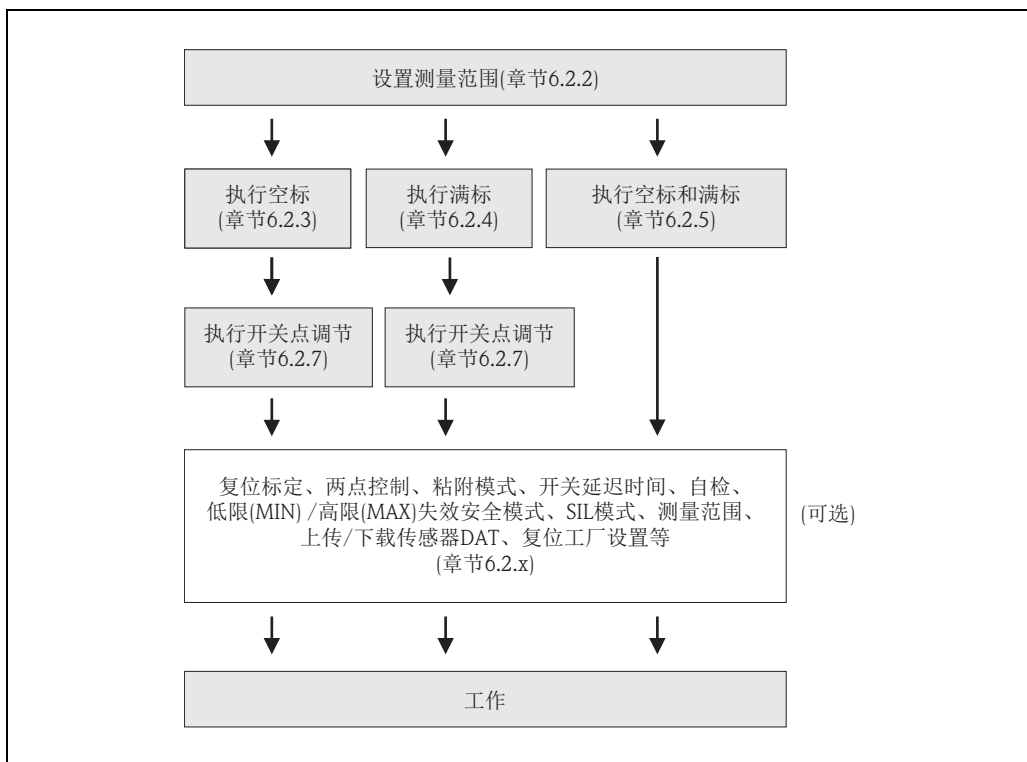 设置测量范围(章节6.2.2)
执行空标
(章节6.2.3)
执行满标
(章节6.2.4)
执行空标和满标
(章节6.2.5)
执行开关点调节
(章节6.2.7)
执行开关点调节
(章节6.2.7)
复位标定、两点控制、粘附模式、开关延迟时间、自检、
低限(MIN) /高限(MAX)失效安全模式、SIL模式、测量范围、
上传/下载传感器DAT、复位工厂设置等
(章节6.2.x)
(可选)
工作